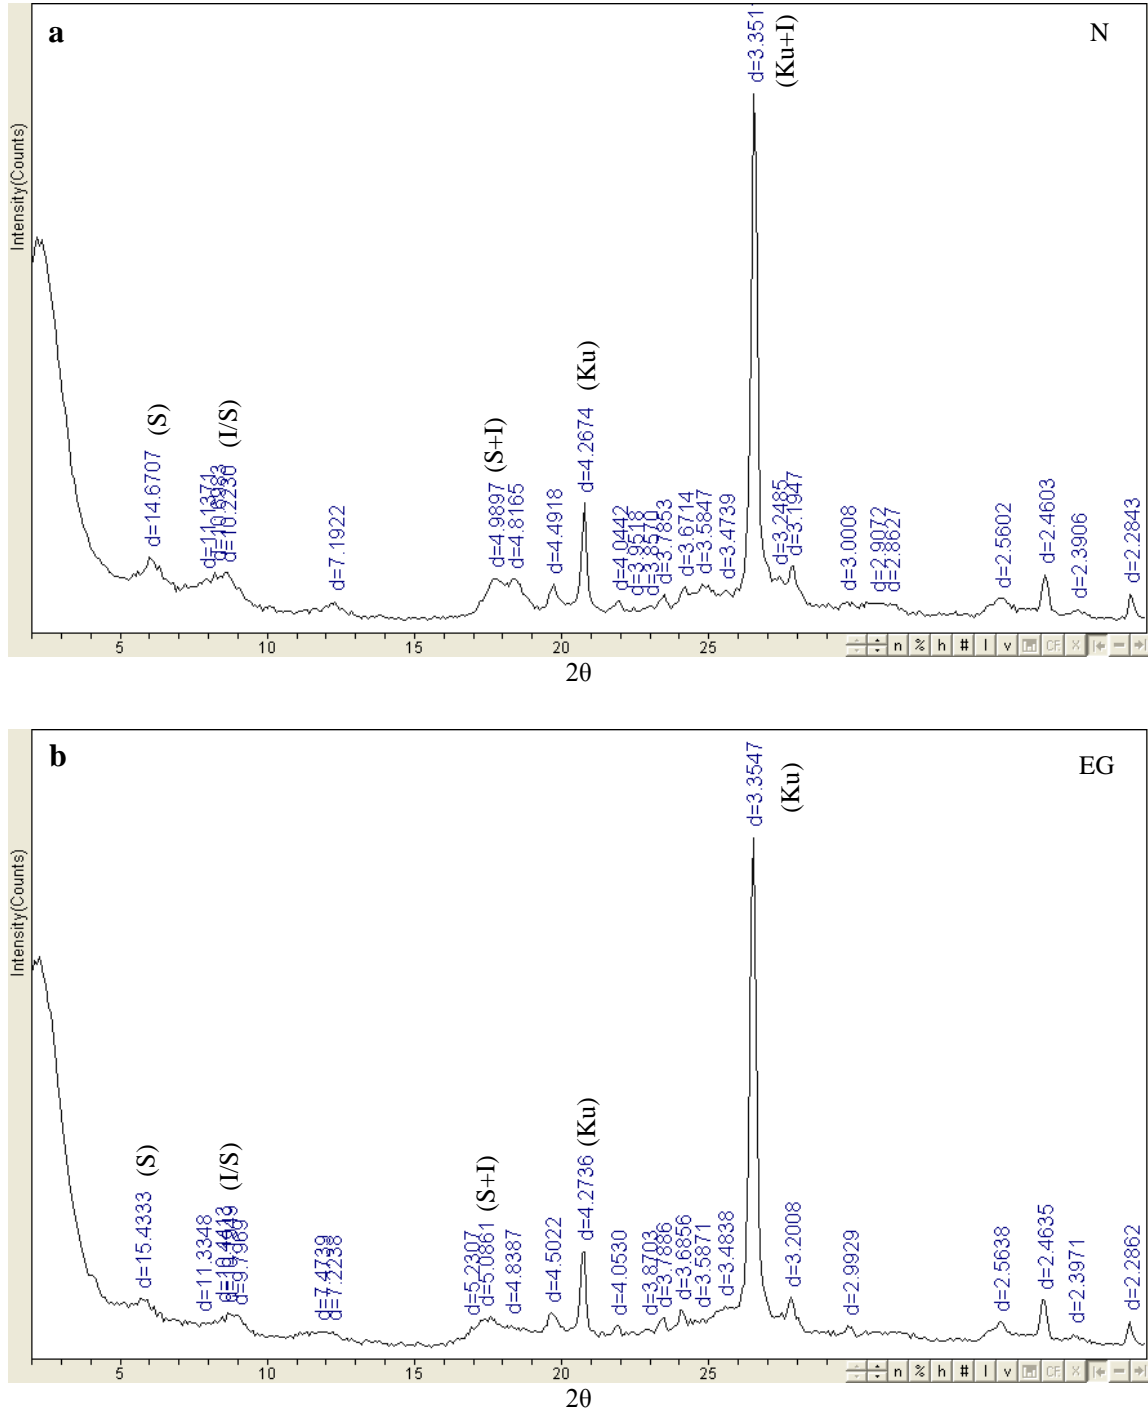 a
N
Intensity(Counts)
d=14.6707 (S)
d=11.1371
d=10.2230 (I/S)
d=7.1922
d=4.9897 (S+I)
d=4.8165
d=4.4918
d=4.2674 (Ku)
d=4.0442
d=3.9518
d=3.8570
d=3.7853
d=3.6714
d=3.5847
d=3.4739
d=3.351 (Ku+I)
d=3.2485
d=3.1947
d=3.0008
d=2.9072
d=2.8627
d=2.5602
d=2.4603
d=2.3906
d=2.2843
5 10 15 20 25
n % h # l v CF X
2θ
b
EG
Intensity(Counts)
d=15.4333 (S)
d=11.3348
d=9.7969
(I/S)
d=7.4739
d=7.2238
d=5.2307
d=5.0861 (S+I)
d=4.8387
d=4.5022
d=4.2736 (Ku)
d=4.0530
d=3.8703
d=3.7886
d=3.6856
d=3.5871
d=3.4838
d=3.3547 (Ku)
d=3.2008
d=2.9929
d=2.5638
d=2.4635
d=2.3971
d=2.2862
5 10 15 20 25
n % h # l v CF X
2θ